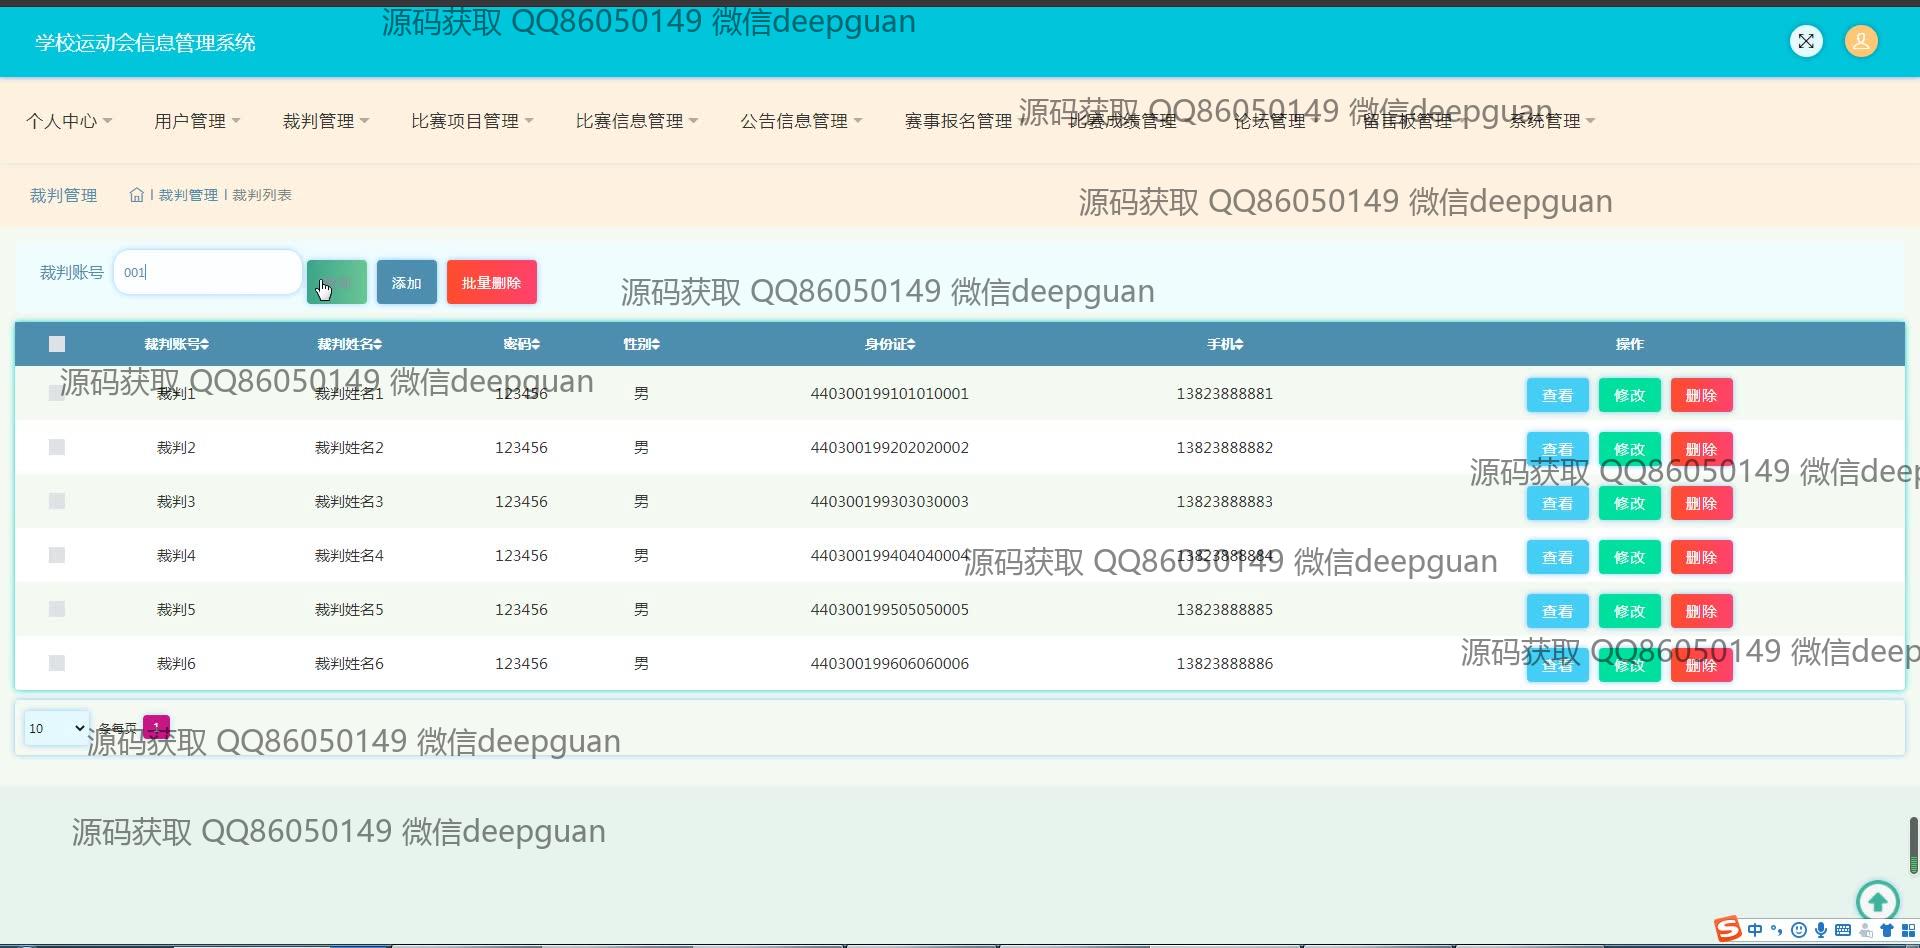 源码获取 QQ86050149 微信deepguan
学校运动会信息管理系统
源码获取 QQ86050149 微信deepguan
个人中心 用户管理 裁判管理 比赛项目管理 比赛信息管理 公告信息管理 赛事报名管理 比赛成绩管理 论坛管理 留言板管理 系统管理
裁判管理 裁判管理 裁判列表
源码获取 QQ86050149 微信deepguan
裁判账号 001 添加 批量删除
源码获取 QQ86050149 微信deepguan
裁判账号 裁判姓名 密码 性别 身份证 手机 操作
源码获取 QQ86050149 微信deepguan
裁判1 裁判姓名1 123456 男 440300199101010001 13823888881 查看 修改 删除
裁判2 裁判姓名2 123456 男 440300199202020002 13823888882 查看 修改 删除
源码获取 QQ86050149 微信deep
裁判3 裁判姓名3 123456 男 440300199303030003 13823888883 查看 修改 删除
裁判4 裁判姓名4 123456 男 440300199404040004 13823888884 查看 修改 删除
源码获取 QQ86050149 微信deepguan
裁判5 裁判姓名5 123456 男 440300199505050005 13823888885 查看 修改 删除
源码获取 QQ86050149 微信deep
裁判6 裁判姓名6 123456 男 440300199606060006 13823888886 查看 修改 删除
10 条每页 1
源码获取 QQ86050149 微信deepguan
源码获取 QQ86050149 微信deepguan
中